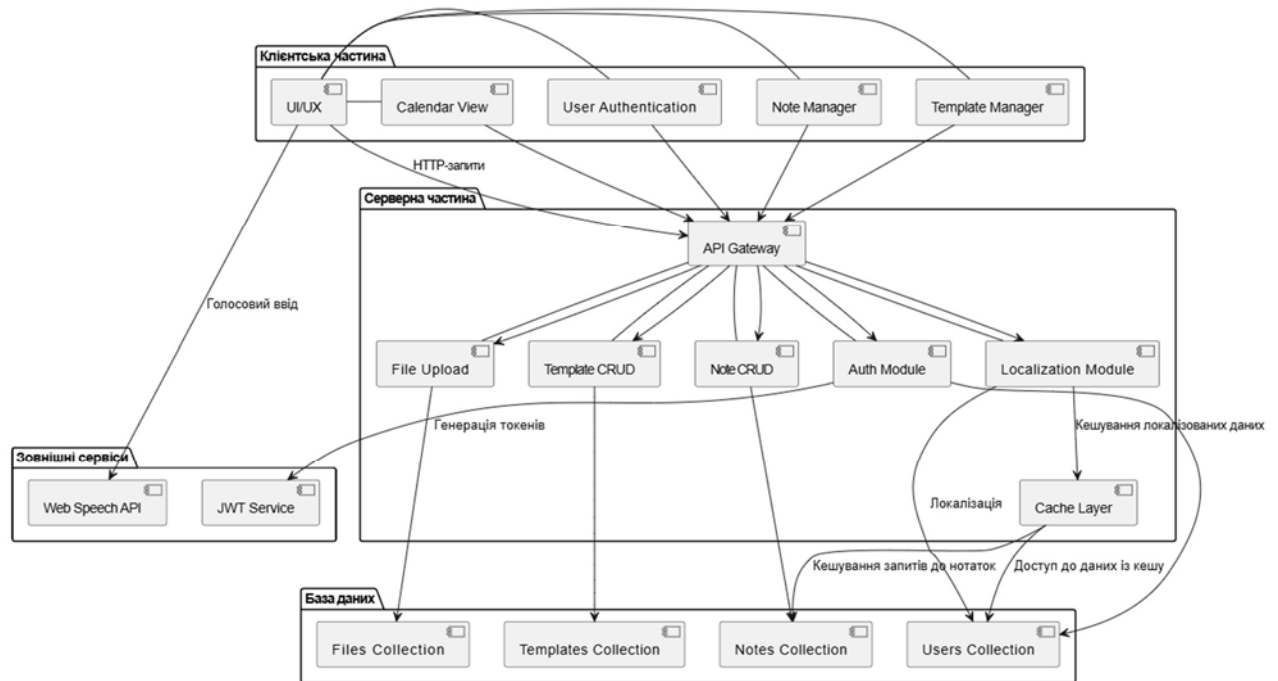 Клієнтська частина
UI/UX
Calendar View
User Authentication
Note Manager
Template Manager
HTTP-запити
Серверна частина
API Gateway
Голосовий ввід
File Upload
Template CRUD
Note CRUD
Auth Module
Localization Module
Генерація токенів
Кешування локалізованих даних
Зовнішні сервіси
Web Speech API
JWT Service
Локалізація
Cache Layer
Кешування запитів до нотаток
Доступ до даних із кешу
База даних
Files Collection
Templates Collection
Notes Collection
Users Collection